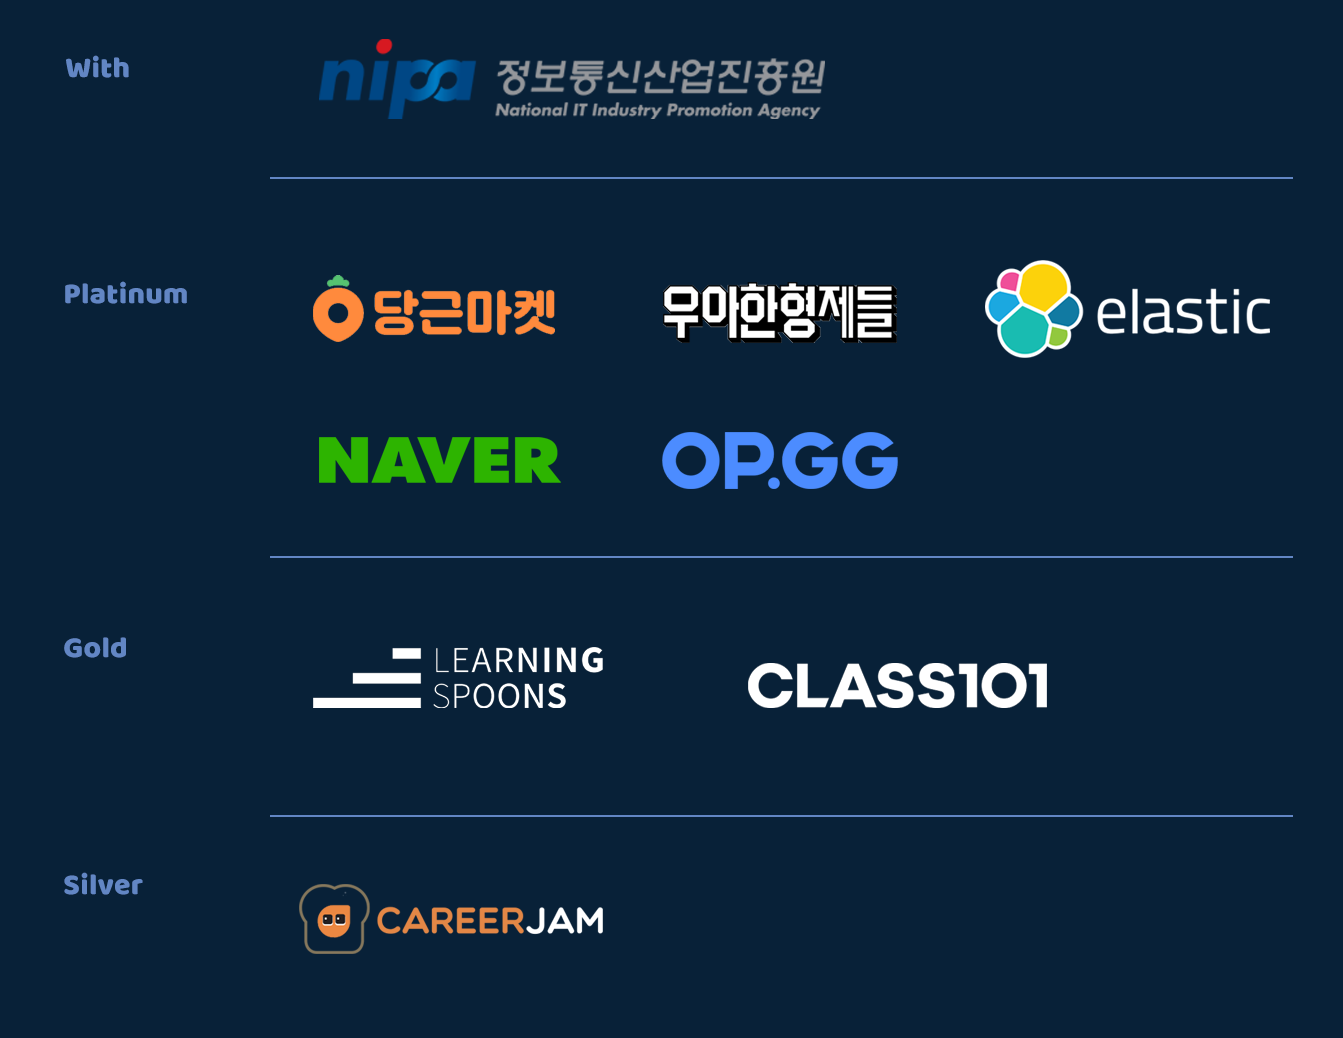 With
nipa 정보통신산업진흥원
National IT Industry Promotion Agency
Platinum
당근마켓 우아한형제들 elastic
NAVER OP.GG
Gold
LEARNING
SPOONS
CLASS101
Silver
CAREERJAM